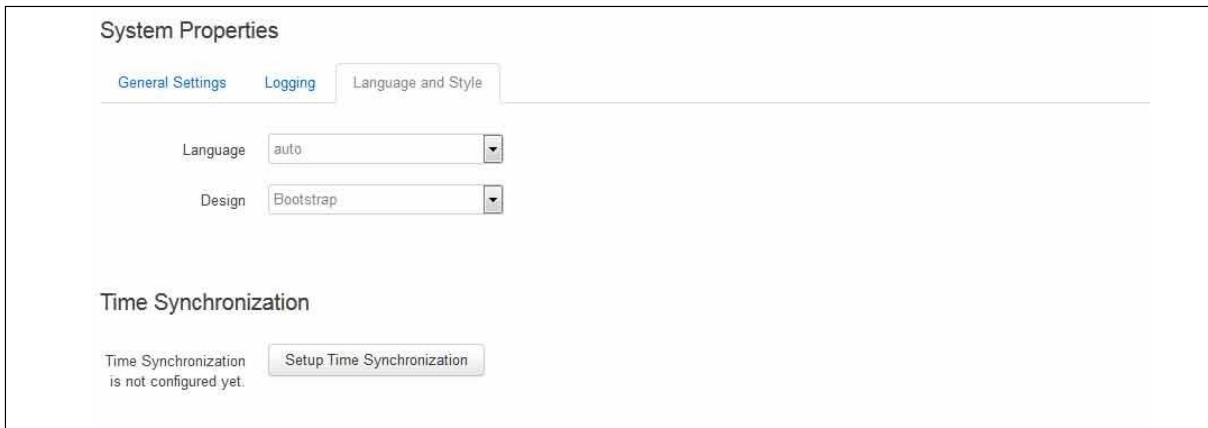 System Properties
General Settings Logging Language and Style
Language auto
Design Bootstrap
Time Synchronization
Time Synchronization
is not configured yet. Setup Time Synchronization